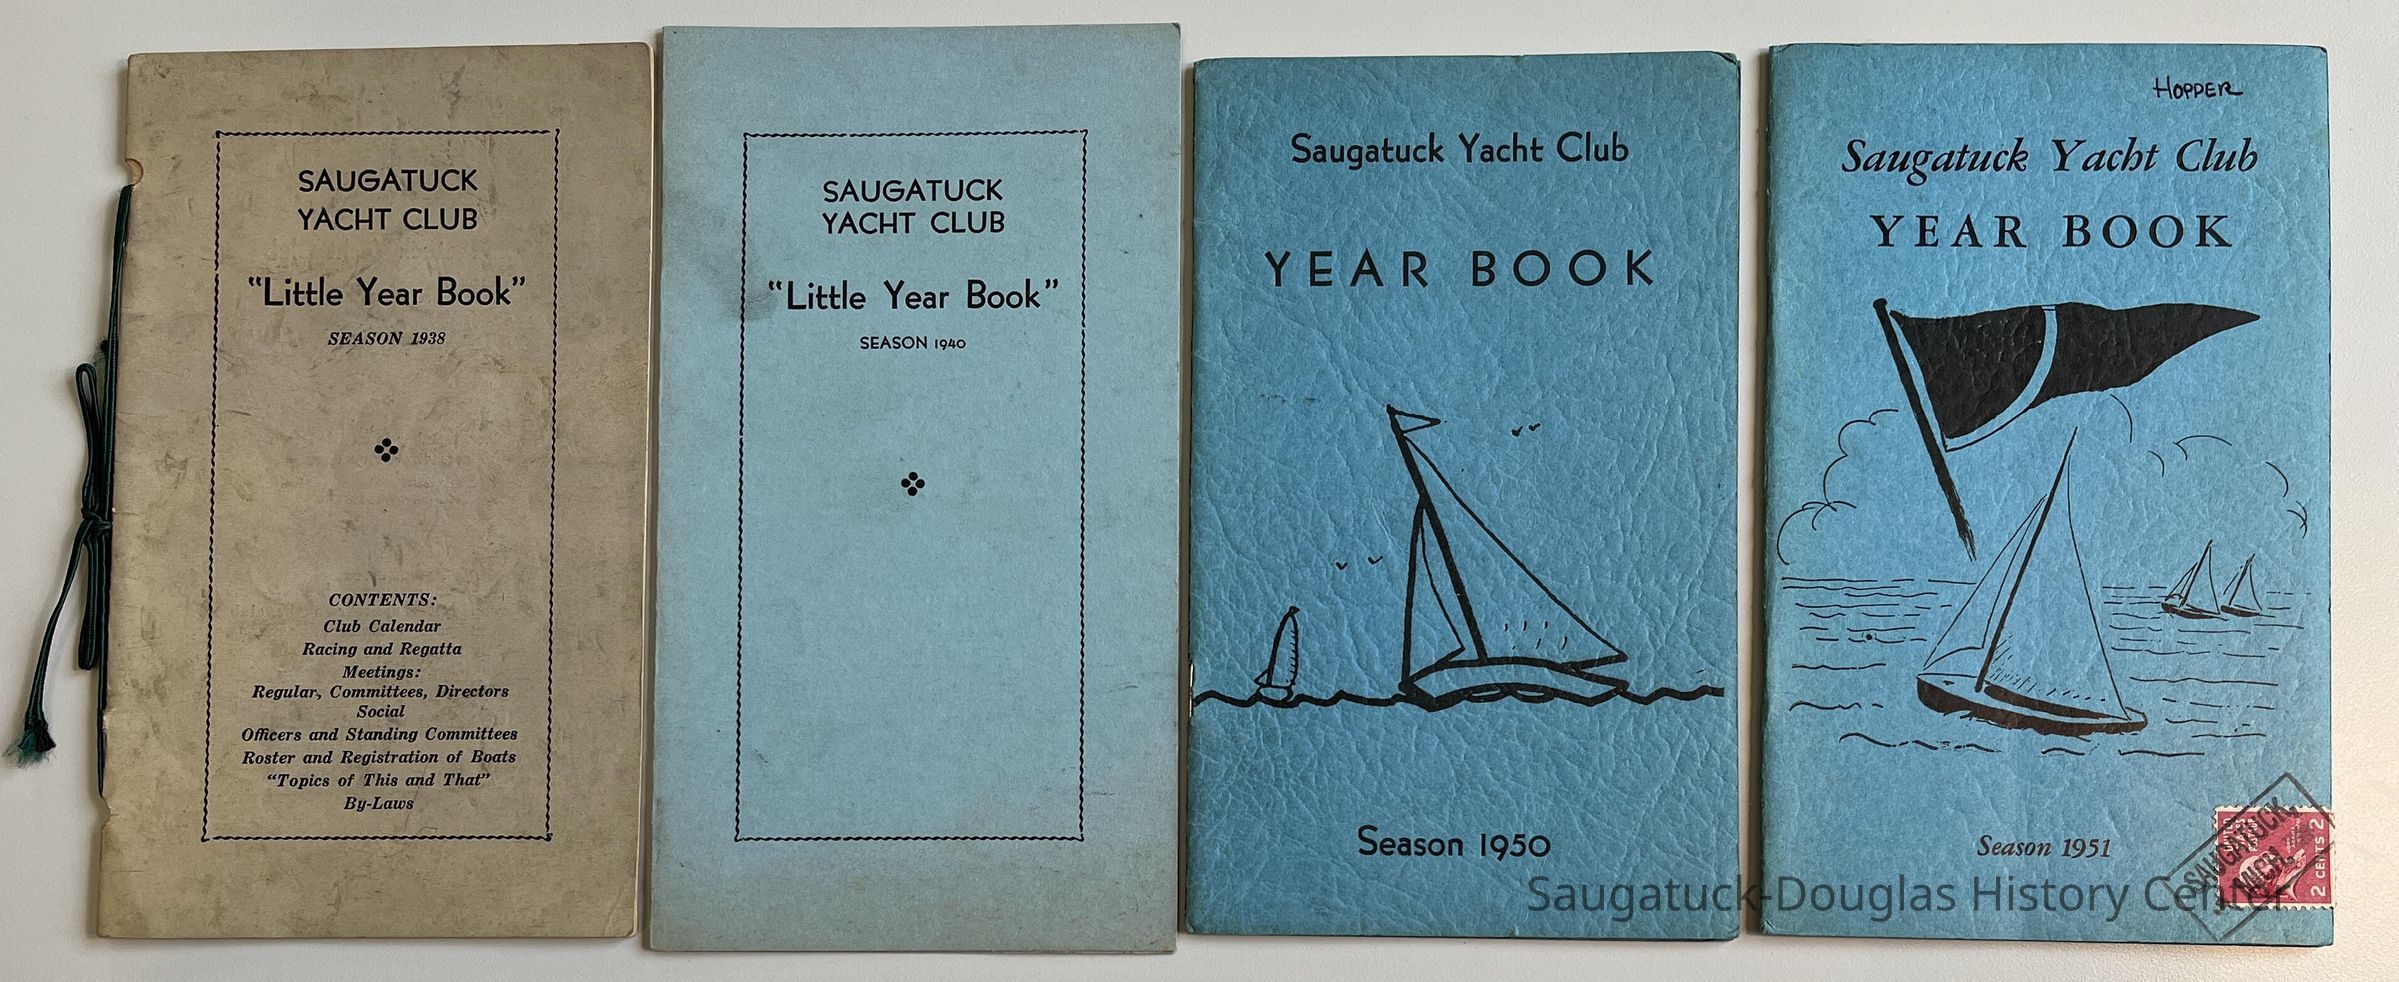 SAUGATUCK
YACHT CLUB
"Little Year Book"
SEASON 1938
CONTENTS:
Club Calendar
Racing and Regatta
Meetings:
Regular, Committees, Directors
Social
Officers and Standing Committees
Roster and Registration of Boats
"Topics of This and That"
By-Laws
SAUGATUCK
YACHT CLUB
"Little Year Book"
SEASON 1940
Saugatuck Yacht Club
YEAR BOOK
Season 1950
HOPPER
Saugatuck Yacht Club
YEAR BOOK
Season 1951
SAUGATUCK,
MICH.
2 CENTS 2
Saugatuck-Douglas History Center